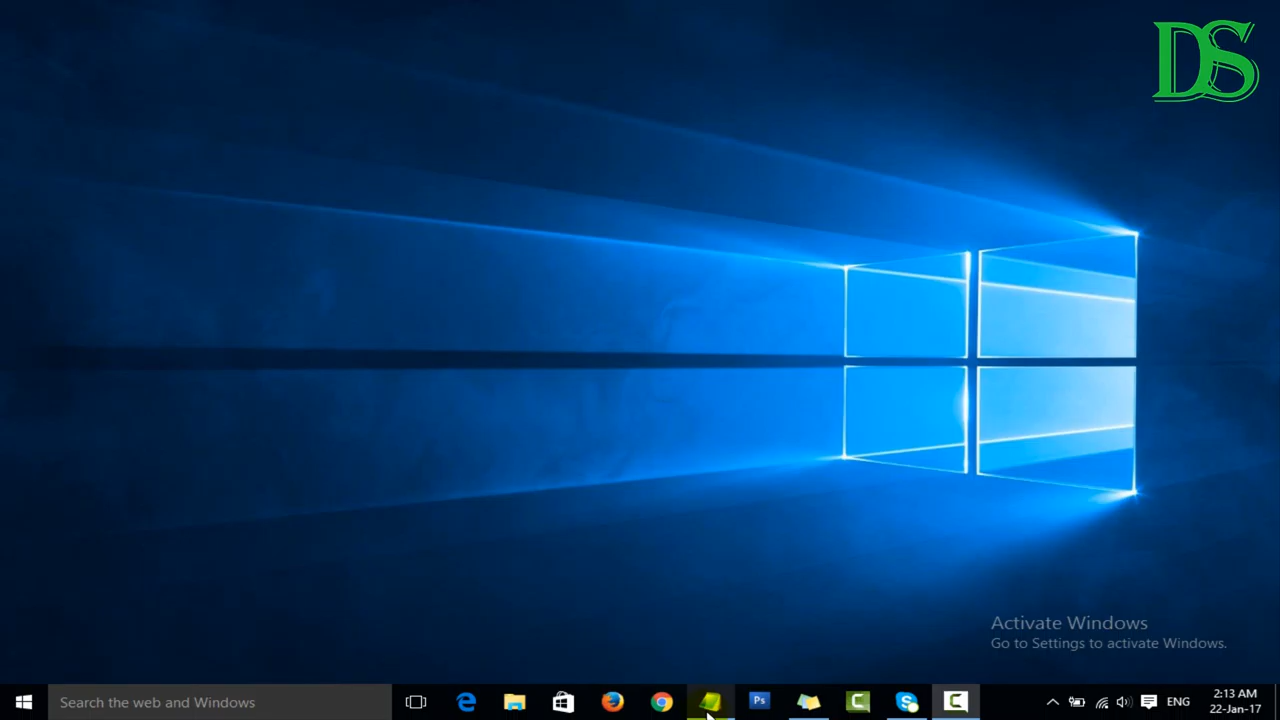 DS
Activate Windows
Go to Settings to activate Windows.
Search the web and Windows
Ps
ENG
2:13 AM
22-Jan-17